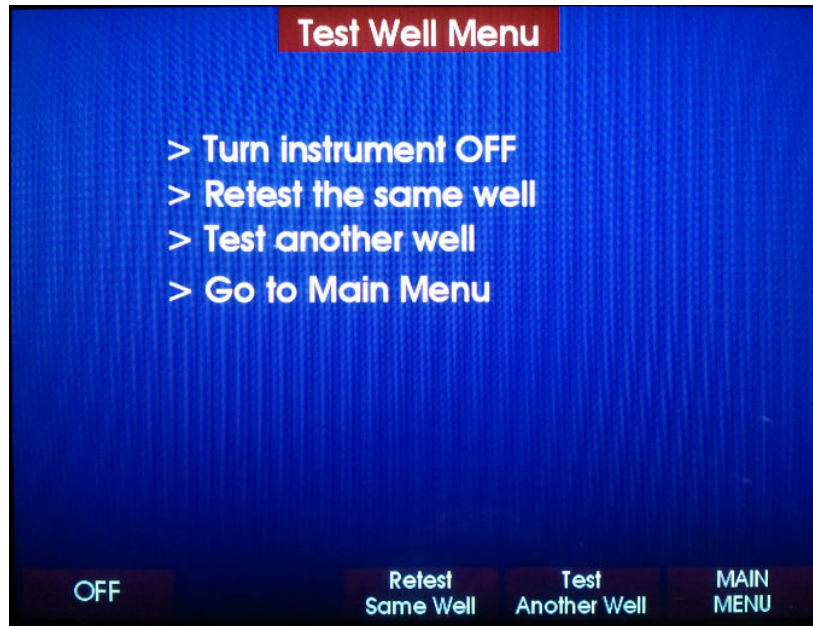 Test Well Menu
> Turn instrument OFF
> Retest the same well
> Test another well
> Go to Main Menu
OFF
Retest
Same Well
Test
Another Well
MAIN
MENU